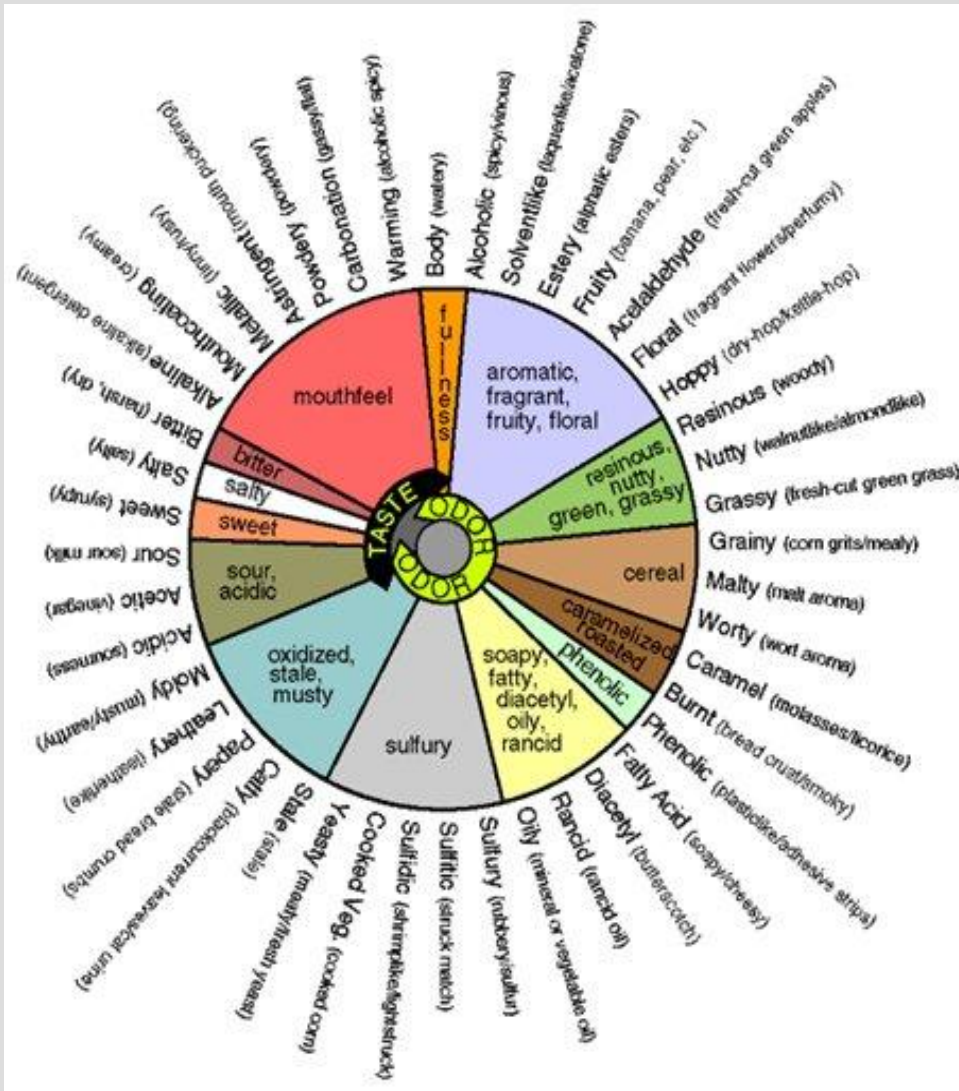 Body (watery)
Alcoholic (spicy/vinous)
Solventlike (laquerlike/acetone)
Estery (alphatic esters)
Fruity (banana, pear, etc.)
Acetaldehyde (fresh-cut green apples)
Floral (fragrant flowers/perfumy)
Hoppy (dry-hop/kettle-hop)
Resinous (woody)
Nutty (walnutlike/almondlike)
Grassy (fresh-cut green grass)
Grainy (corn grits/mealy)
Malty (malt aroma)
Worty (wort aroma)
Caramel (molasses/licorice)
Burnt (bread crust/smoky)
Phenolic (plasticlike/adhesive strips)
Fatty Acid (soapy/cheesy)
Diacetyl (butterscotch)
Rancid (rancid oil)
Oily (mineral or vegetable oil)
Sulfury (rubbery/sulfur)
Sulfitic (struck match)
Sulfidic (shrimplike/lightstruck)
Cooked Veg. (cooked corn)
Yeasty (meaty/fresh yeast)
Stale (stale)
Catty (blackcurrent leaves/cat urine)
Papery (stale bread crumbs)
Leathery (leatherlike)
Moldy (musty/earthy)
Acidic (sourness)
Acetic (vinegar)
Sour (sour milk)
Sweet (syrupy)
Salty (salty)
Bitter (harsh, dry)
Alkaline (alkaline detergent)
Mouthcoating (creamy)
Metallic (tinny/rusty)
Astringent (mouth puckering)
Powdery (powdery)
Carbonation (gassy/flat)
Warming (alcoholic spicy)
fullness
aromatic,
fragrant,
fruity, floral
resinous,
nutty,
green, grassy
cereal
caramelized
roasted
phenolic
soapy,
fatty,
diacetyl,
oily,
rancid
sulfury
oxidized,
stale,
musty
sour,
acidic
sweet
salty
bitter
mouthfeel
TASTE
ODOR
ODOR